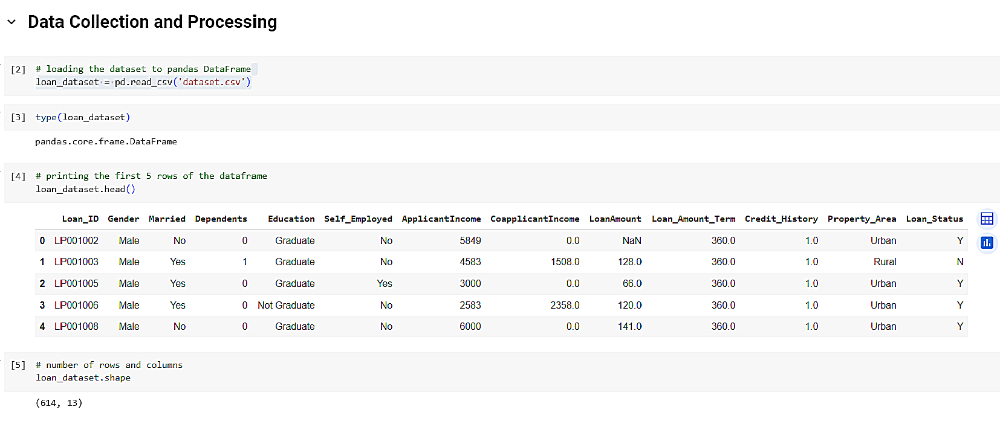 Data Collection and Processing
[2] # loading the dataset to pandas DataFrame
loan_dataset = pd.read_csv('dataset.csv')
[3] type(loan_dataset)
pandas.core.frame.DataFrame
[4] # printing the first 5 rows of the dataframe
loan_dataset.head()
Loan_ID Gender Married Dependents Education Self_Employed ApplicantIncome CoapplicantIncome LoanAmount Loan_Amount_Term Credit_History Property_Area Loan_Status
0 LP001002 Male No 0 Graduate No 5849 0.0 NaN 360.0 1.0 Urban Y
1 LP001003 Male Yes 1 Graduate No 4583 1508.0 128.0 360.0 1.0 Rural N
2 LP001005 Male Yes 0 Graduate Yes 3000 0.0 66.0 360.0 1.0 Urban Y
3 LP001006 Male Yes 0 Not Graduate No 2583 2358.0 120.0 360.0 1.0 Urban Y
4 LP001008 Male No 0 Graduate No 6000 0.0 141.0 360.0 1.0 Urban Y
[5] # number of rows and columns
loan_dataset.shape
(614, 13)